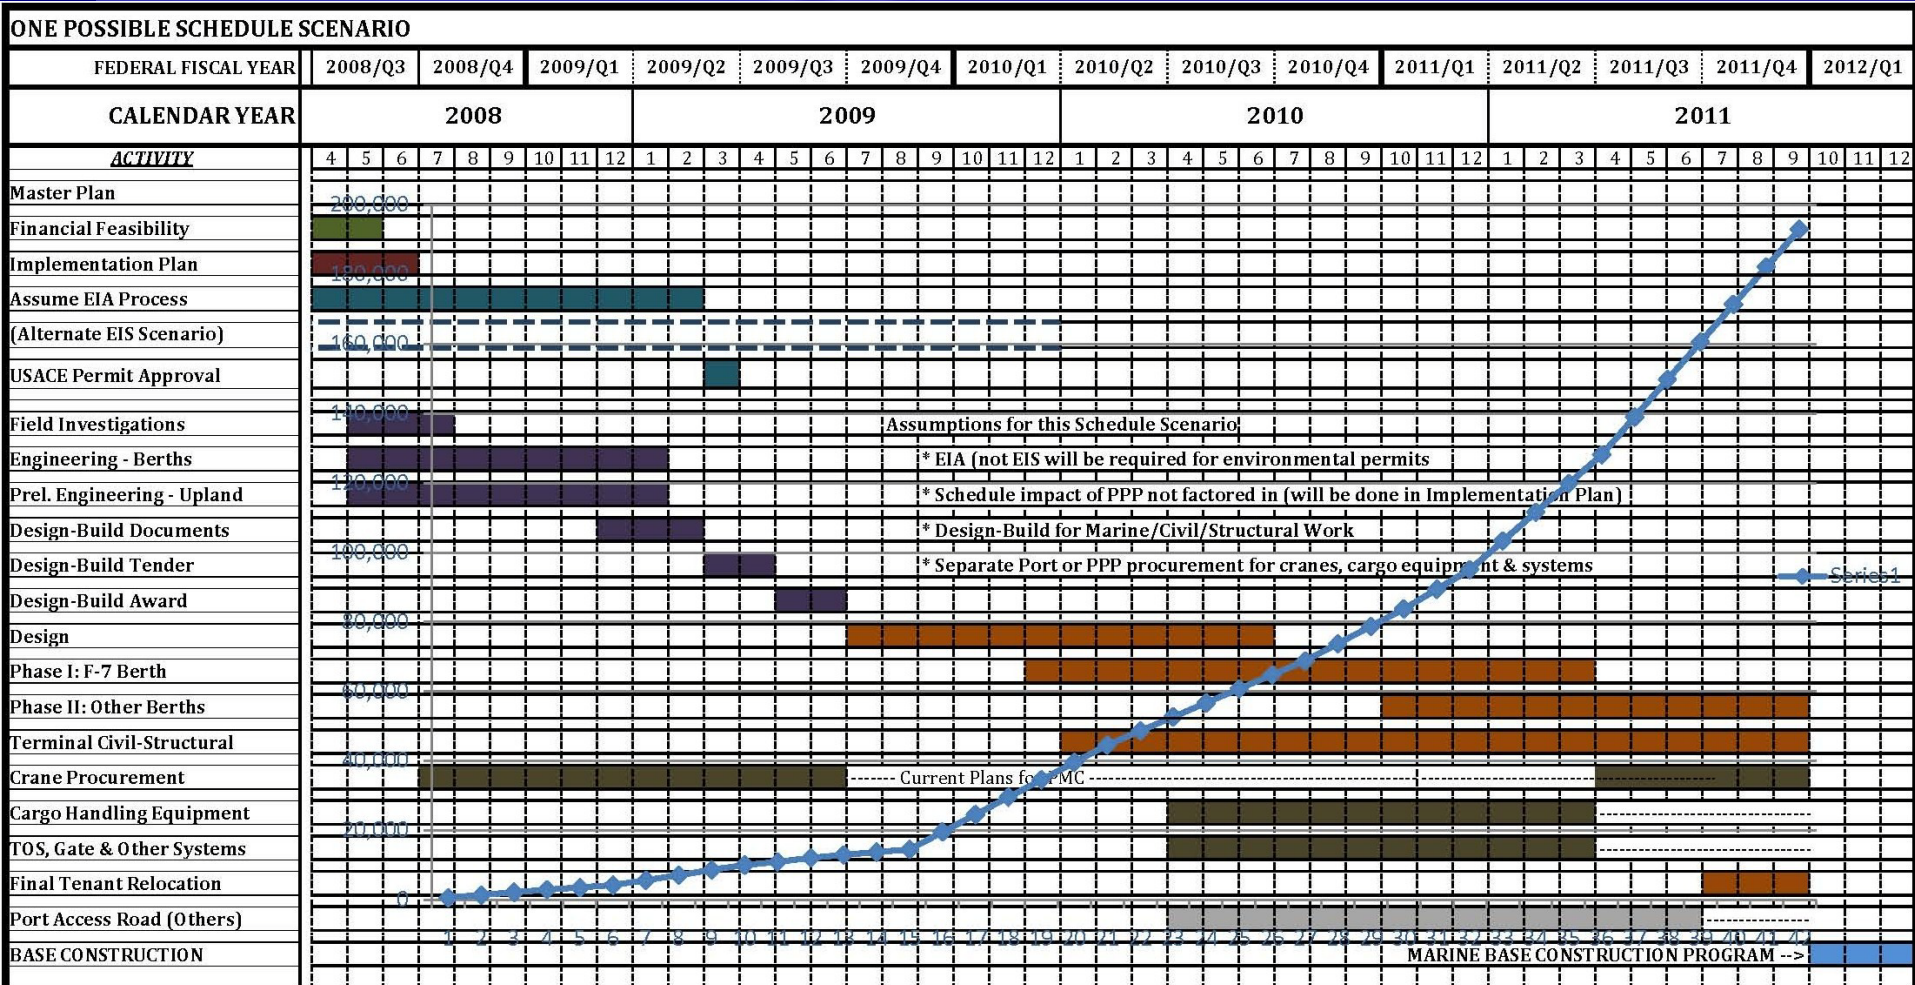 ONE POSSIBLE SCHEDULE SCENARIO
FEDERAL FISCAL YEAR 2008/Q3 2008/Q4 2009/Q1 2009/Q2 2009/Q3 2009/Q4 2010/Q1 2010/Q2 2010/Q3 2010/Q4 2011/Q1 2011/Q2 2011/Q3 2011/Q4 2012/Q1
CALENDAR YEAR 2008 2009 2010 2011
ACTIVITY 4 5 6 7 8 9 10 11 12 1 2 3 4 5 6 7 8 9 10 11 12 1 2 3 4 5 6 7 8 9 10 11 12 1 2 3 4 5 6 7 8 9 10 11 12
Master Plan
200,000
Financial Feasibility
Implementation Plan
180,000
Assume EIA Process
(Alternate EIS Scenario)
160,000
USACE Permit Approval
140,000
Field Investigations Assumptions for this Schedule Scenario
Engineering - Berths * EIA (not EIS will be required for environmental permits
Prel. Engineering - Upland * Schedule impact of PPP not factored in (will be done in Implementation Plan)
120,000
Design-Build Documents * Design-Build for Marine/Civil/Structural Work
100,000
Design-Build Tender * Separate Port or PPP procurement for cranes, cargo equipment & systems
Series1
Design-Build Award
80,000
Design
Phase I: F-7 Berth
60,000
Phase II: Other Berths
Terminal Civil-Structural
40,000
Crane Procurement Current Plans for PMC
Cargo Handling Equipment
20,000
TOS, Gate & Other Systems
Final Tenant Relocation
0
Port Access Road (Others)
1 2 3 4 5 6 7 8 9 10 11 12 13 14 15 16 17 18 19 20 21 22 23 24 25 26 27 28 29 30 31 32 33 34 35 36 37 38 39 40 41 42
BASE CONSTRUCTION MARINE BASE CONSTRUCTION PROGRAM -->